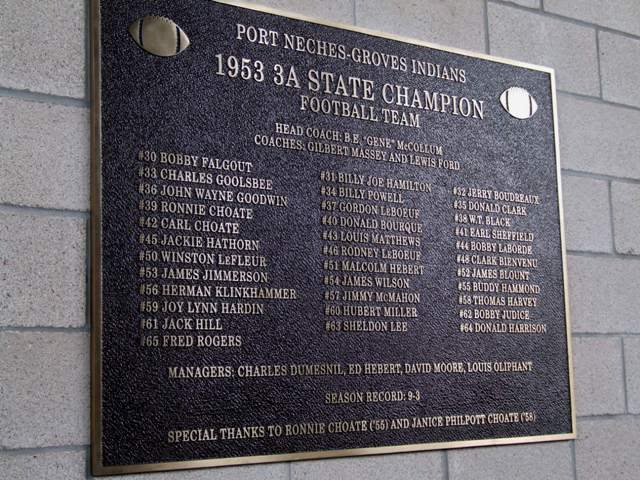 PORT NECHES-GROVES INDIANS
1953 3A STATE CHAMPION
FOOTBALL TEAM
HEAD COACH: B.E. "GENE" McCOLLUM
COACHES: GILBERT MASSEY AND LEWIS FORD
#30 BOBBY FALGOUT
#33 CHARLES GOOLSBEE
#36 JOHN WAYNE GOODWIN
#39 RONNIE CHOATE
#42 CARL CHOATE
#45 JACKIE HATHORN
#50 WINSTON LeFLEUR
#53 JAMES JIMMERSON
#56 HERMAN KLINKHAMMER
#59 JOY LYNN HARDIN
#61 JACK HILL
#65 FRED ROGERS
#31 BILLY JOE HAMILTON
#34 BILLY POWELL
#37 GORDON LeBOEUF
#40 DONALD BOURQUE
#43 LOUIS MATTHEWS
#46 RODNEY LeBOEUF
#51 MALCOLM HEBERT
#54 JAMES WILSON
#57 JIMMY McMAHON
#60 HUBERT MILLER
#63 SHELDON LEE
#32 JERRY BOUDREAUX
#35 DONALD CLARK
#38 W.T. BLACK
#41 EARL SHEFFIELD
#44 BOBBY LaBORDE
#48 CLARK BIENVENU
#52 JAMES BLOUNT
#55 BUDDY HAMMOND
#58 THOMAS HARVEY
#62 BOBBY JUDICE
#64 DONALD HARRISON
MANAGERS: CHARLES DUMESNIL, ED HEBERT, DAVID MOORE, LOUIS OLIPHANT
SEASON RECORD: 9-3
SPECIAL THANKS TO RONNIE CHOATE ('55) AND JANICE PHILPOTT CHOATE ('58)